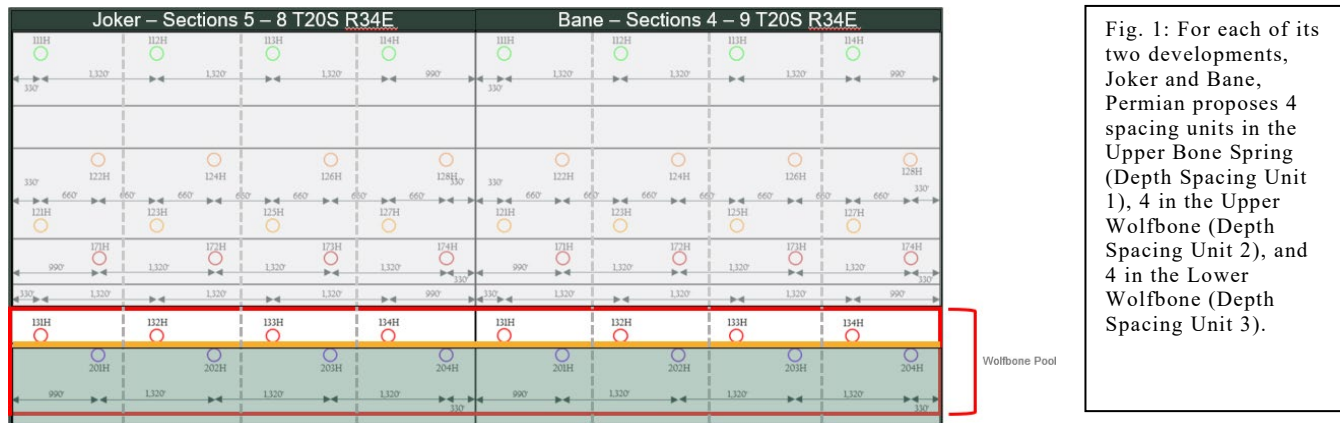 Joker – Sections 5 – 8 T20S R34E Bane – Sections 4 – 9 T20S R34E
111H 112H 113H 114H 111H 112H 113H 114H
1,320' 1,320' 1,320' 990' 1,320' 1,320' 1,320' 990'
330' 330'
122H 124H 126H 128H 122H 124H 126H 128H
330' 330' 330' 330'
660' 660' 660' 660' 660' 660' 660' 660' 660' 660' 660' 660' 660' 660'
121H 123H 125H 127H 121H 123H 125H 127H
171H 172H 173H 174H 171H 172H 173H 174H
990' 1,320' 1,320' 1,320' 990' 1,320' 1,320' 1,320'
330' 330'
330' 1,320' 1,320' 1,320' 990' 330' 1,320' 1,320' 1,320' 990'
131H 132H 133H 134H 131H 132H 133H 134H
201H 202H 203H 204H 201H 202H 203H 204H
990' 1,320' 1,320' 1,320' 990' 1,320' 1,320' 1,320'
330' 330'
Wolfbone Pool
Fig. 1: For each of its
two developments,
Joker and Bane,
Permian proposes 4
spacing units in the
Upper Bone Spring
(Depth Spacing Unit
1), 4 in the Upper
Wolfbone (Depth
Spacing Unit 2), and
4 in the Lower
Wolfbone (Depth
Spacing Unit 3).